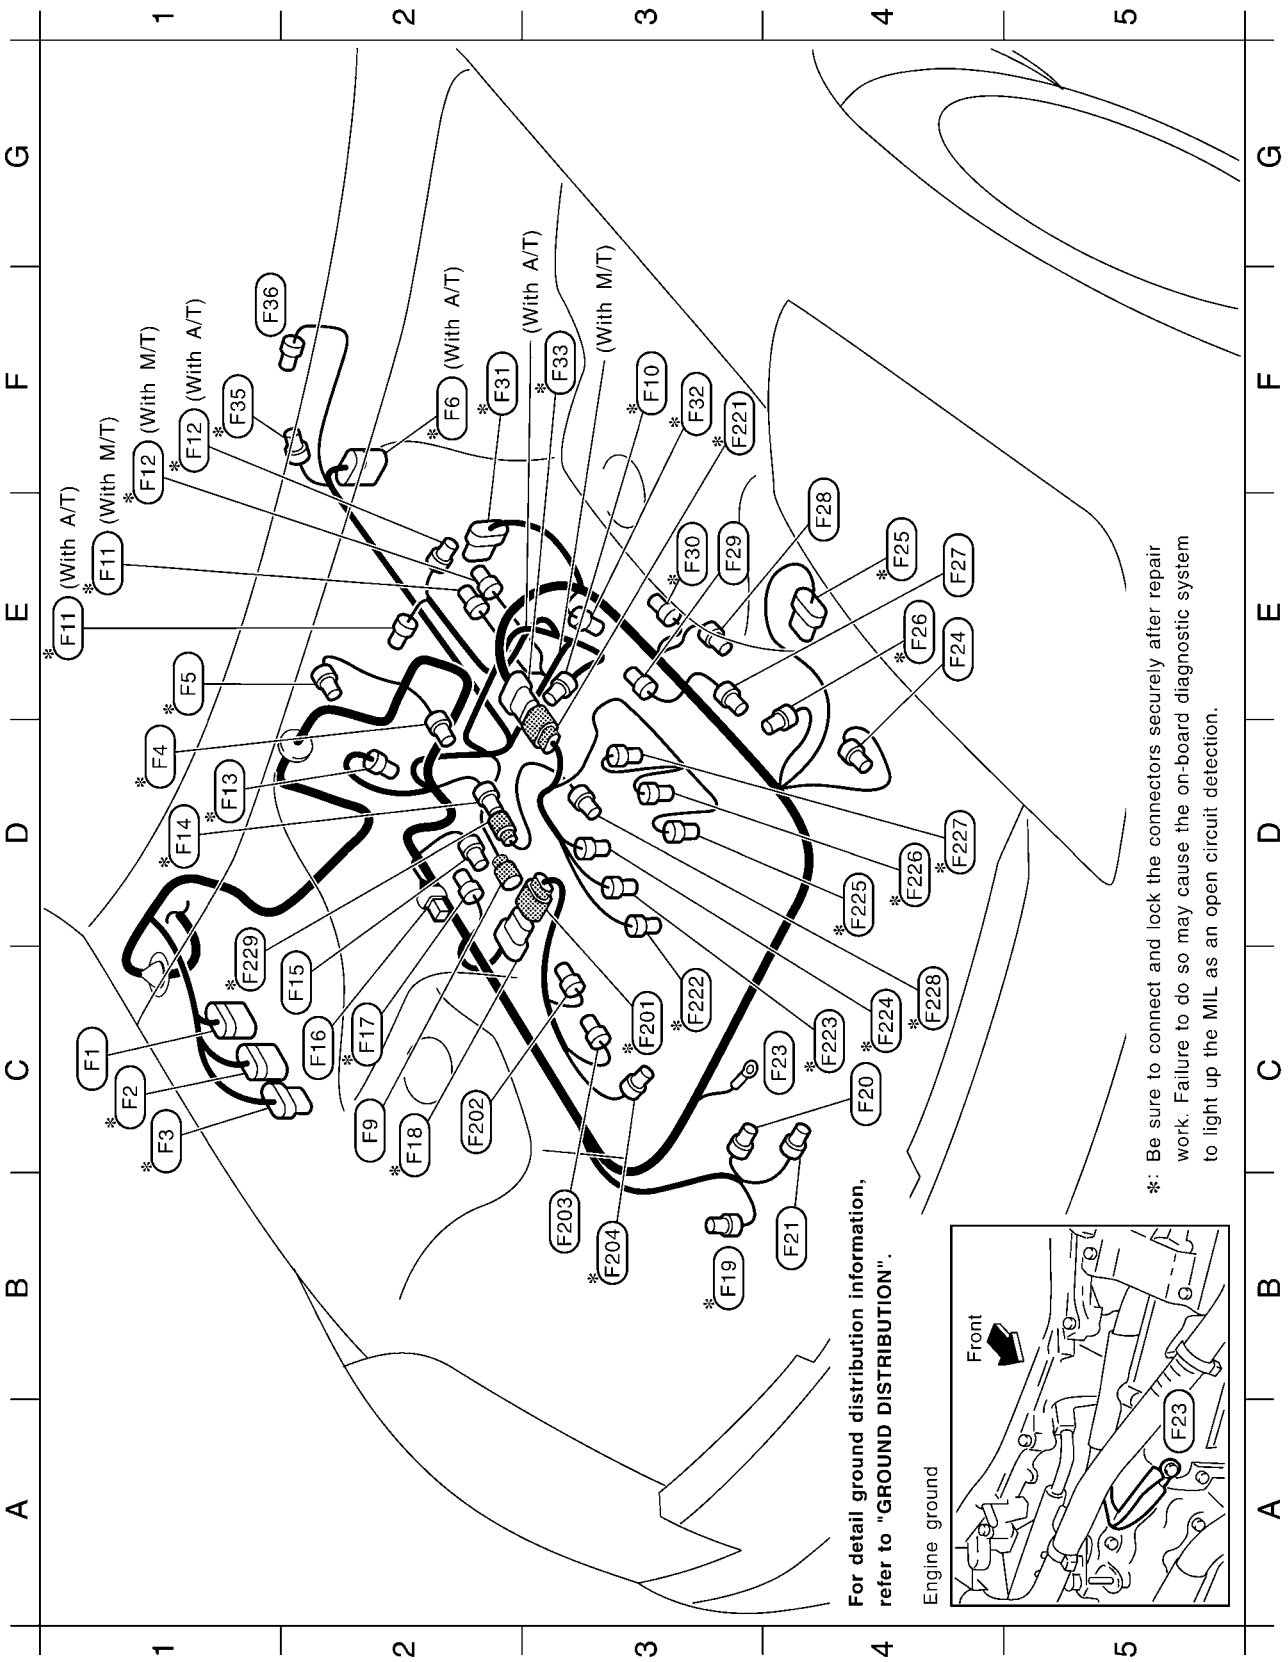 1
2
3
4
5
G
F
E
D
C
B
A
*F11 (With A/T)
*F11 (With M/T)
*F12 (With M/T)
*F12 (With A/T)
*F35
F36
*F6 (With A/T)
*F31
(With A/T)
*F33
(With M/T)
*F10
*F32
*F221
*F5
*F4
*F13
*F14
*F229
F15
F16
*F17
F1
*F2
*F3
F9
*F18
F202
F203
*F204
*F201
*F222
*F223
*F224
*F228
*F225
*F226
*F227
*F30
F29
F28
*F25
F27
*F26
F24
F23
F20
F21
*F19
For detail ground distribution information,
refer to "GROUND DISTRIBUTION".
Engine ground
Front
F23
*: Be sure to connect and lock the connectors securely after repair
work. Failure to do so may cause the on-board diagnostic system
to light up the MIL as an open circuit detection.
1
2
3
4
5
G
F
E
D
C
B
A